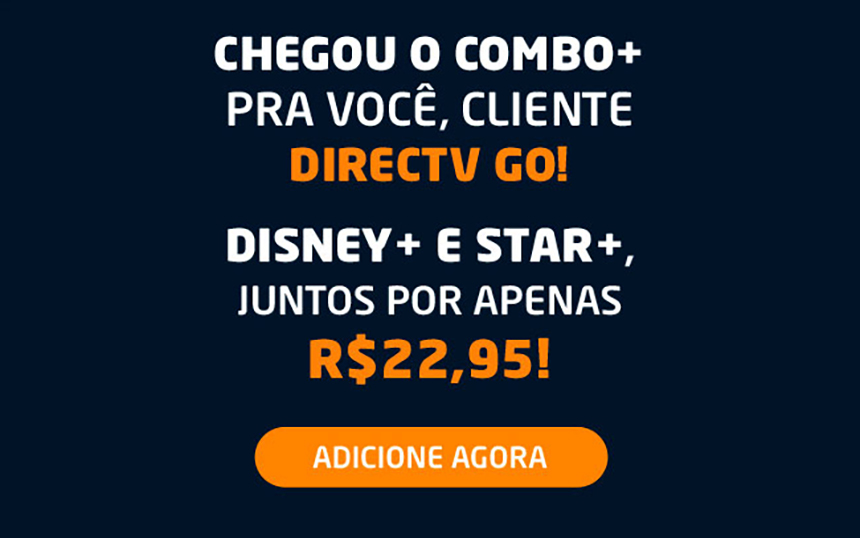 CHEGOU O COMBO+
PRA VOCÊ, CLIENTE
DIRECTV GO!
DISNEY+ E STAR+,
JUNTOS POR APENAS
R$22,95!
ADICIONE AGORA